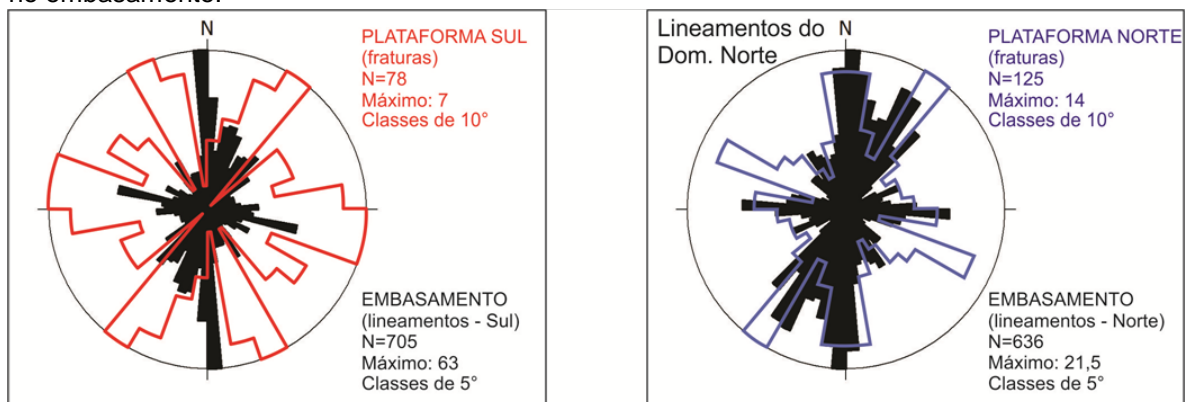 no embasamento.
N
PLATAFORMA SUL
(fraturas)
N=78
Máximo: 7
Classes de 10°
EMBASAMENTO
(lineamentos - Sul)
N=705
Máximo: 63
Classes de 5°
Lineamentos do
Dom. Norte
N
PLATAFORMA NORTE
(fraturas)
N=125
Máximo: 14
Classes de 10°
EMBASAMENTO
(lineamentos - Norte)
N=636
Máximo: 21,5
Classes de 5°